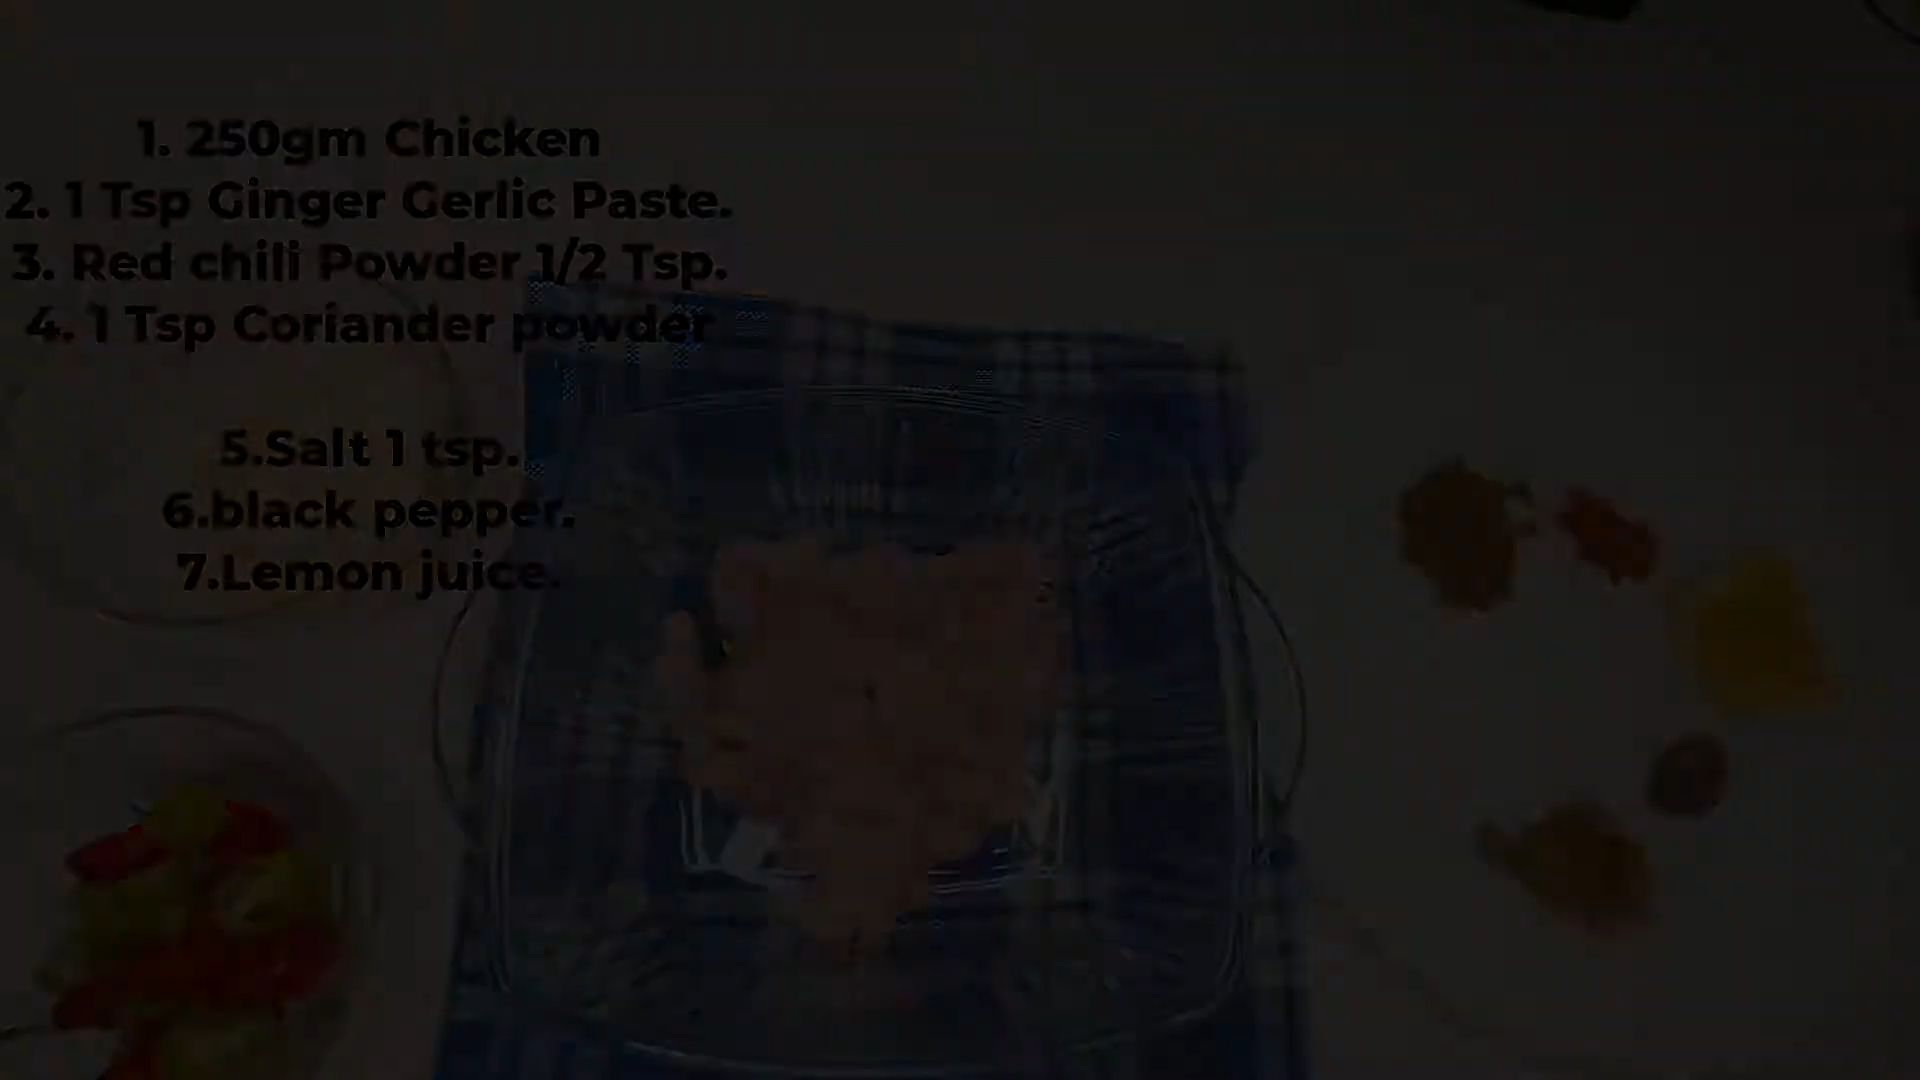 1. 250gm Chicken
2. 1 Tsp Ginger Gerlic Paste.
3. Red chili Powder 1/2 Tsp.
4. 1 Tsp Coriander powder
5.Salt 1 tsp.
6.black pepper.
7.Lemon juice.